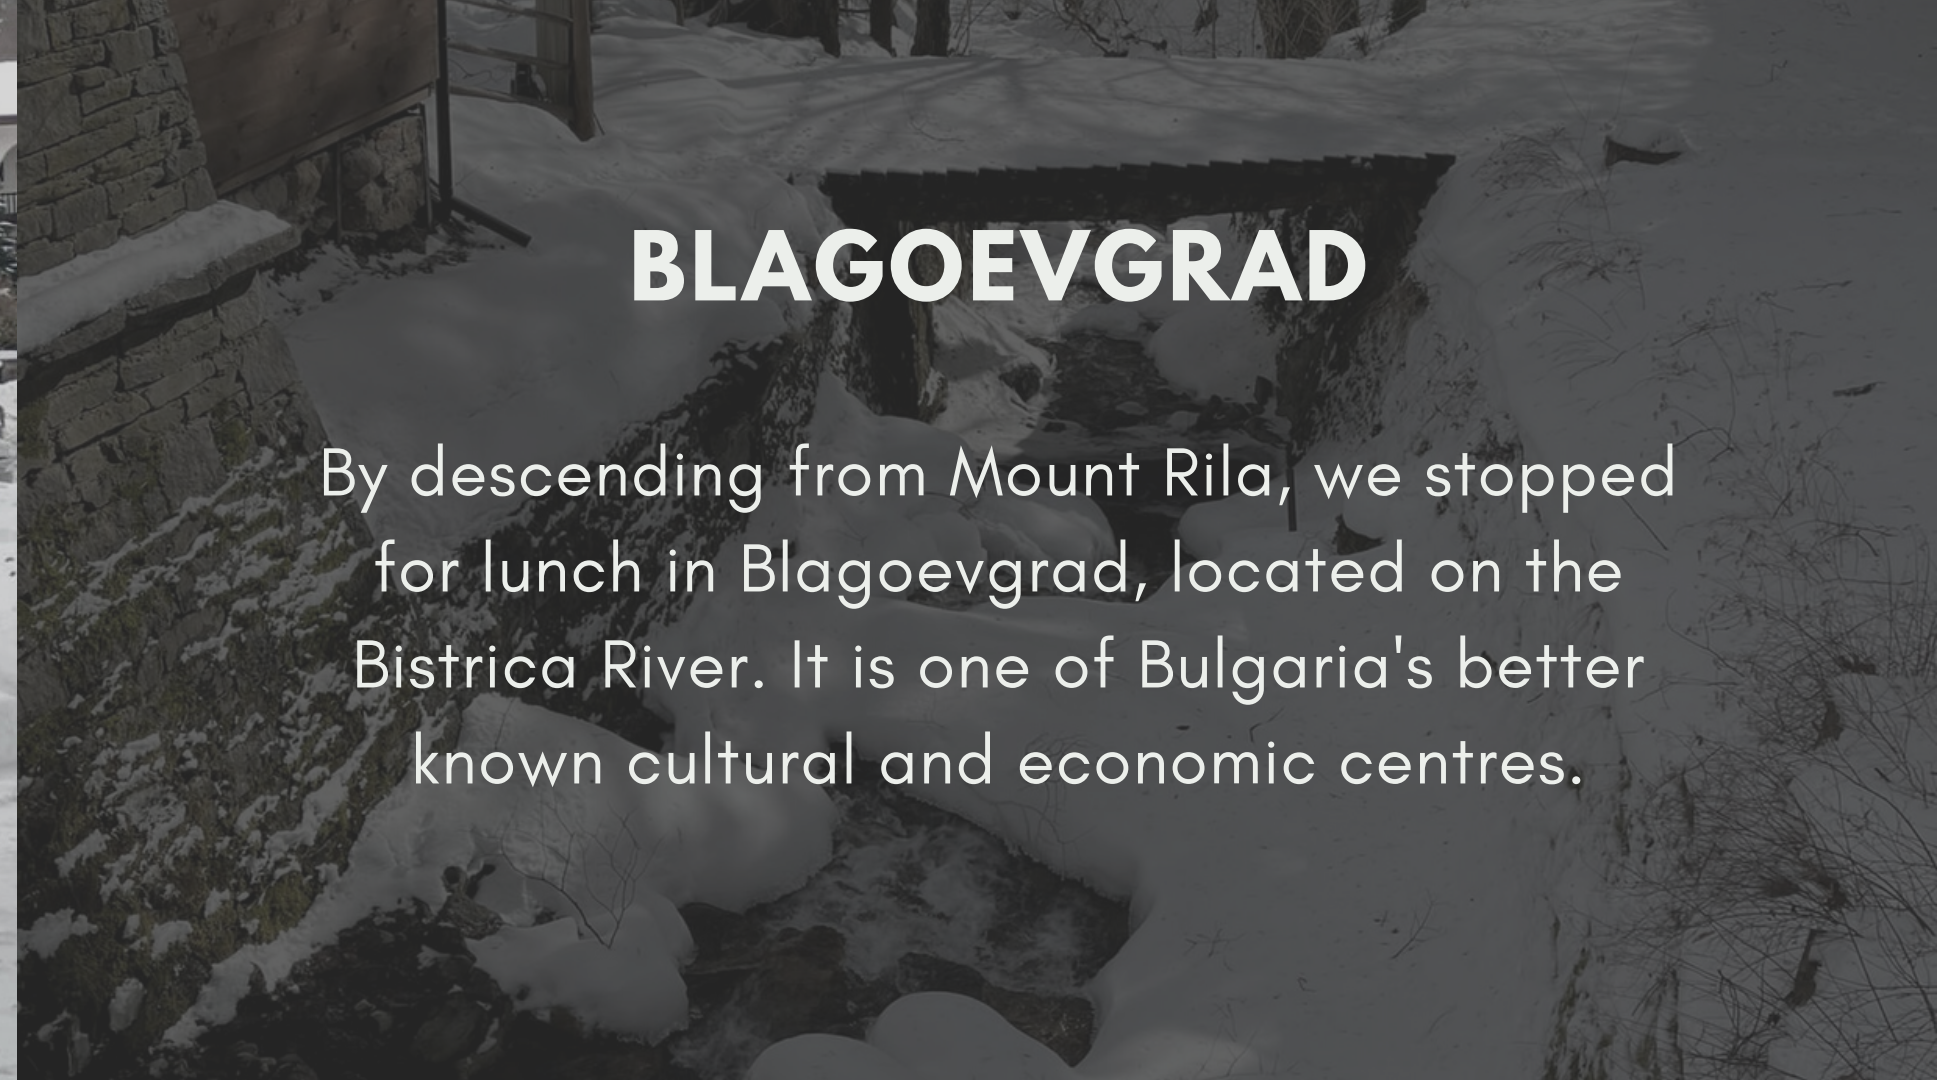 BLAGOEVGRAD
By descending from Mount Rila, we stopped
for lunch in Blagoevgrad, located on the
Bistrica River. It is one of Bulgaria's better
known cultural and economic centres.